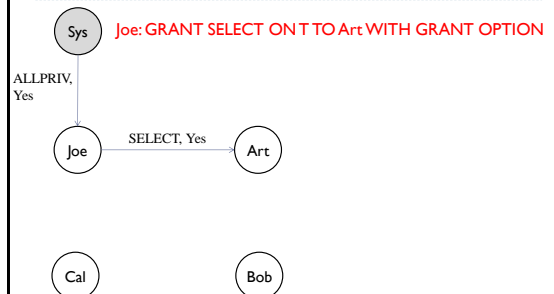 Sys
Joe: GRANT SELECT ON T TO Art WITH GRANT OPTION
ALLPRIV,
Yes
Joe
SELECT, Yes
Art
Cal
Bob